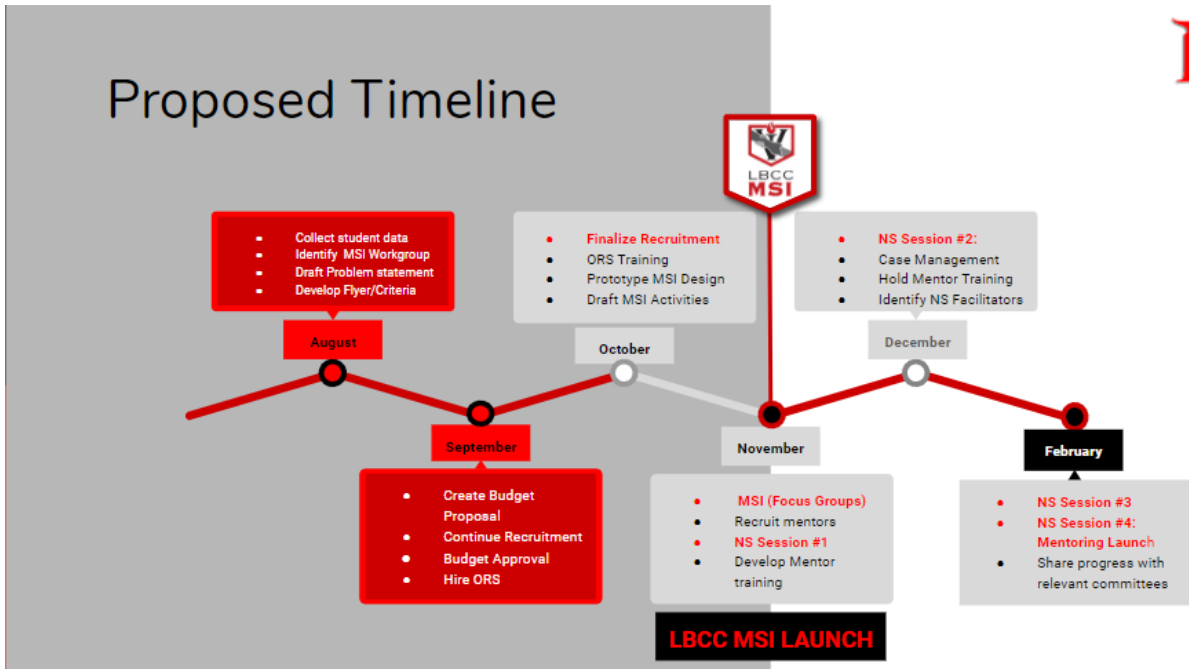 Proposed Timeline
LBCC
MSI
Collect student data
Identify MSI Workgroup
Draft Problem statement
Develop Flyer/Criteria
August
Create Budget
Proposal
Continue Recruitment
Budget Approval
Hire ORS
September
Finalize Recruitment
ORS Training
Prototype MSI Design
Draft MSI Activities
October
November
MSI (Focus Groups)
Recruit mentors
NS Session #1
Develop Mentor
training
LBCC MSI LAUNCH
NS Session #2:
Case Management
Hold Mentor Training
Identify NS Facilitators
December
February
NS Session #3
NS Session #4:
Mentoring Launch
Share progress with
relevant committees